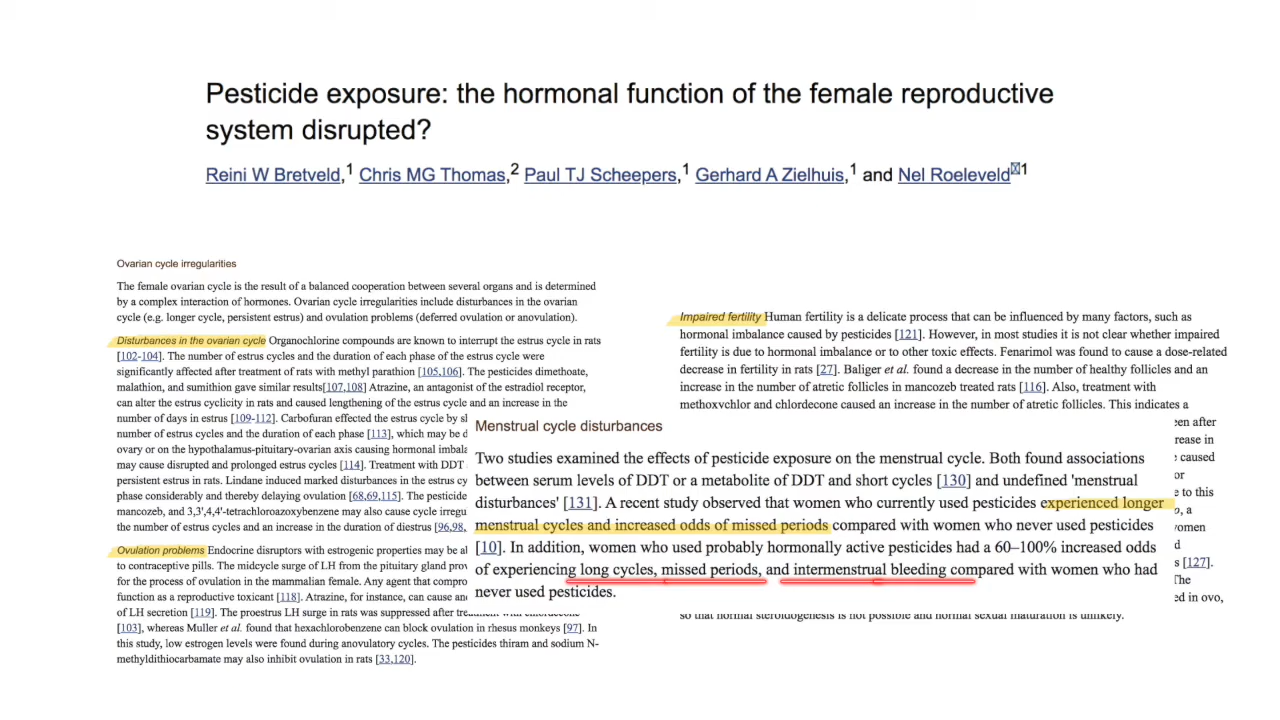 Pesticide exposure: the hormonal function of the female reproductive
system disrupted?
Reini W Bretveld,1 Chris MG Thomas,2 Paul TJ Scheepers,1 Gerhard A Zielhuis,1 and Nel Roeleveld1
Ovarian cycle irregularities
The female ovarian cycle is the result of a balanced cooperation between several organs and is determined
by a complex interaction of hormones. Ovarian cycle irregularities include disturbances in the ovarian
cycle (e.g. longer cycle, persistent estrus) and ovulation problems (deferred ovulation or anovulation).
Disturbances in the ovarian cycle Organochlorine compounds are known to interrupt the estrus cycle in rats
[102-104]. The number of estrus cycles and the duration of each phase of the estrus cycle were
significantly affected after treatment of rats with methyl parathion [105,106]. The pesticides dimethoate,
malathion, and sumithion gave similar results[107,108] Atrazine, an antagonist of the estradiol receptor,
can alter the estrus cyclicity in rats and caused lengthening of the estrus cycle and an increase in the
number of days in estrus [109-112]. Carbofuran effected the estrus cycle by
number of estrus cycles and the duration of each phase [113], which may be
ovary or on the hypothalamus-pituitary-ovarian axis causing hormonal
may cause disrupted and prolonged estrus cycles [114]. Treatment with DDT
persistent estrus in rats. Lindane induced marked disturbances in the estrus
phase considerably and thereby delaying ovulation [68,69,115]. The pesticide
mancozeb, and 3,3',4,4'-tetrachloroazoxybenzene may also cause cycle
the number of estrus cycles and an increase in the duration of diestrus [96,98,
Ovulation problems Endocrine disruptors with estrogenic properties may be
to contraceptive pills. The midcycle surge of LH from the pituitary gland
for the process of ovulation in the mammalian female. Any agent that
function as a reproductive toxicant [118]. Atrazine, for instance, can cause
of LH secretion [119]. The proestrus LH surge in rats was suppressed after
[103], whereas Muller et al. found that hexachlorobenzene can block ovulation in rhesus monkeys [97]. In
this study, low estrogen levels were found during anovulatory cycles. The pesticides thiram and sodium N-
methyldithiocarbamate may also inhibit ovulation in rats [33,120].
Menstrual cycle disturbances
Two studies examined the effects of pesticide exposure on the menstrual cycle. Both found associations
between serum levels of DDT or a metabolite of DDT and short cycles [130] and undefined 'menstrual
disturbances' [131]. A recent study observed that women who currently used pesticides experienced longer
menstrual cycles and increased odds of missed periods compared with women who never used pesticides
[10]. In addition, women who used probably hormonally active pesticides had a 60–100% increased odds
of experiencing long cycles, missed periods, and intermenstrual bleeding compared with women who had
never used pesticides.
Impaired fertility Human fertility is a delicate process that can be influenced by many factors, such as
hormonal imbalance caused by pesticides [121]. However, in most studies it is not clear whether impaired
fertility is due to hormonal imbalance or to other toxic effects. Fenarimol was found to cause a dose-related
decrease in fertility in rats [27]. Baliger et al. found a decrease in the number of healthy follicles and an
increase in the number of atretic follicles in mancozeb treated rats [116]. Also, treatment with
methoxvchlor and chlordecone caused an increase in the number of atretic follicles. This indicates a
after
in
caused
or
to this
a
[127].
The
in ovo,
so that normal steroidogenesis is not possible and normal sexual maturation is unlikely.